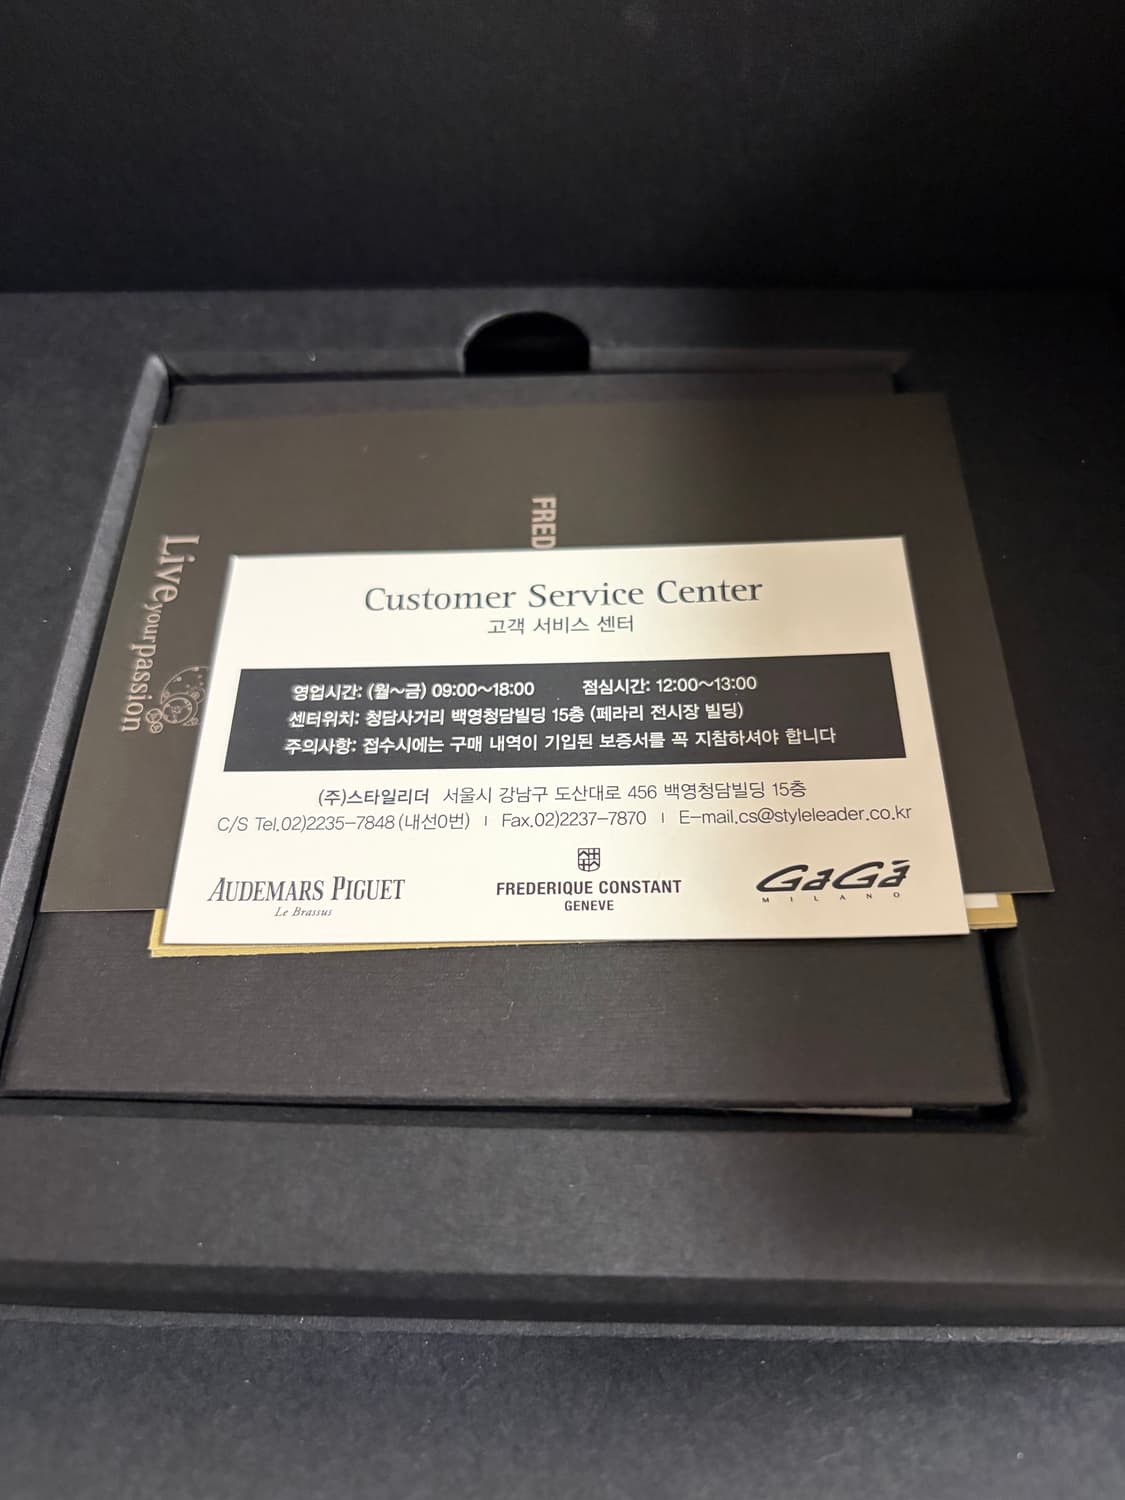 FRED
Live your passion
Customer Service Center
고객 서비스 센터
영업시간: (월~금) 09:00~18:00 점심시간: 12:00~13:00
센터위치: 청담사거리 백영청담빌딩 15층 (페라리 전시장 빌딩)
주의사항: 접수시에는 구매 내역이 기입된 보증서를 꼭 지참하셔야 합니다
(주)스타일리더 서울시 강남구 도산대로 456 백영청담빌딩 15층
C/S Tel.02)2235-7848 (내선0번) | Fax.02)2237-7870 | E-mail.cs@styleleader.co.kr
AUDEMARS PIGUET
Le Brassus
FREDERIQUE CONSTANT
GENEVE
GaGà
MILANO